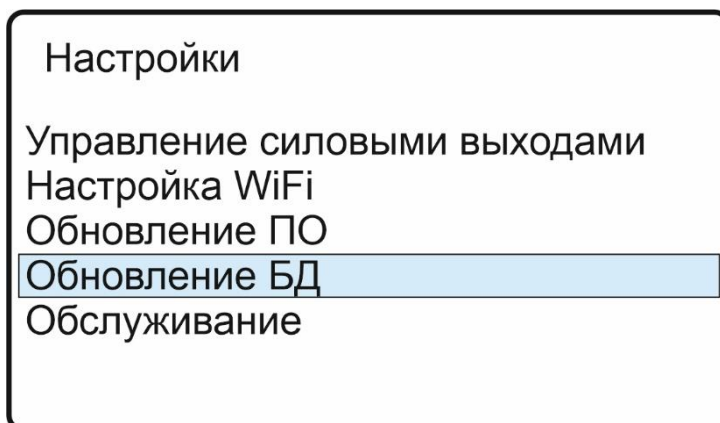 Настройки
Управление силовыми выходами
Настройка WiFi
Обновление ПО
Обновление БД
Обслуживание